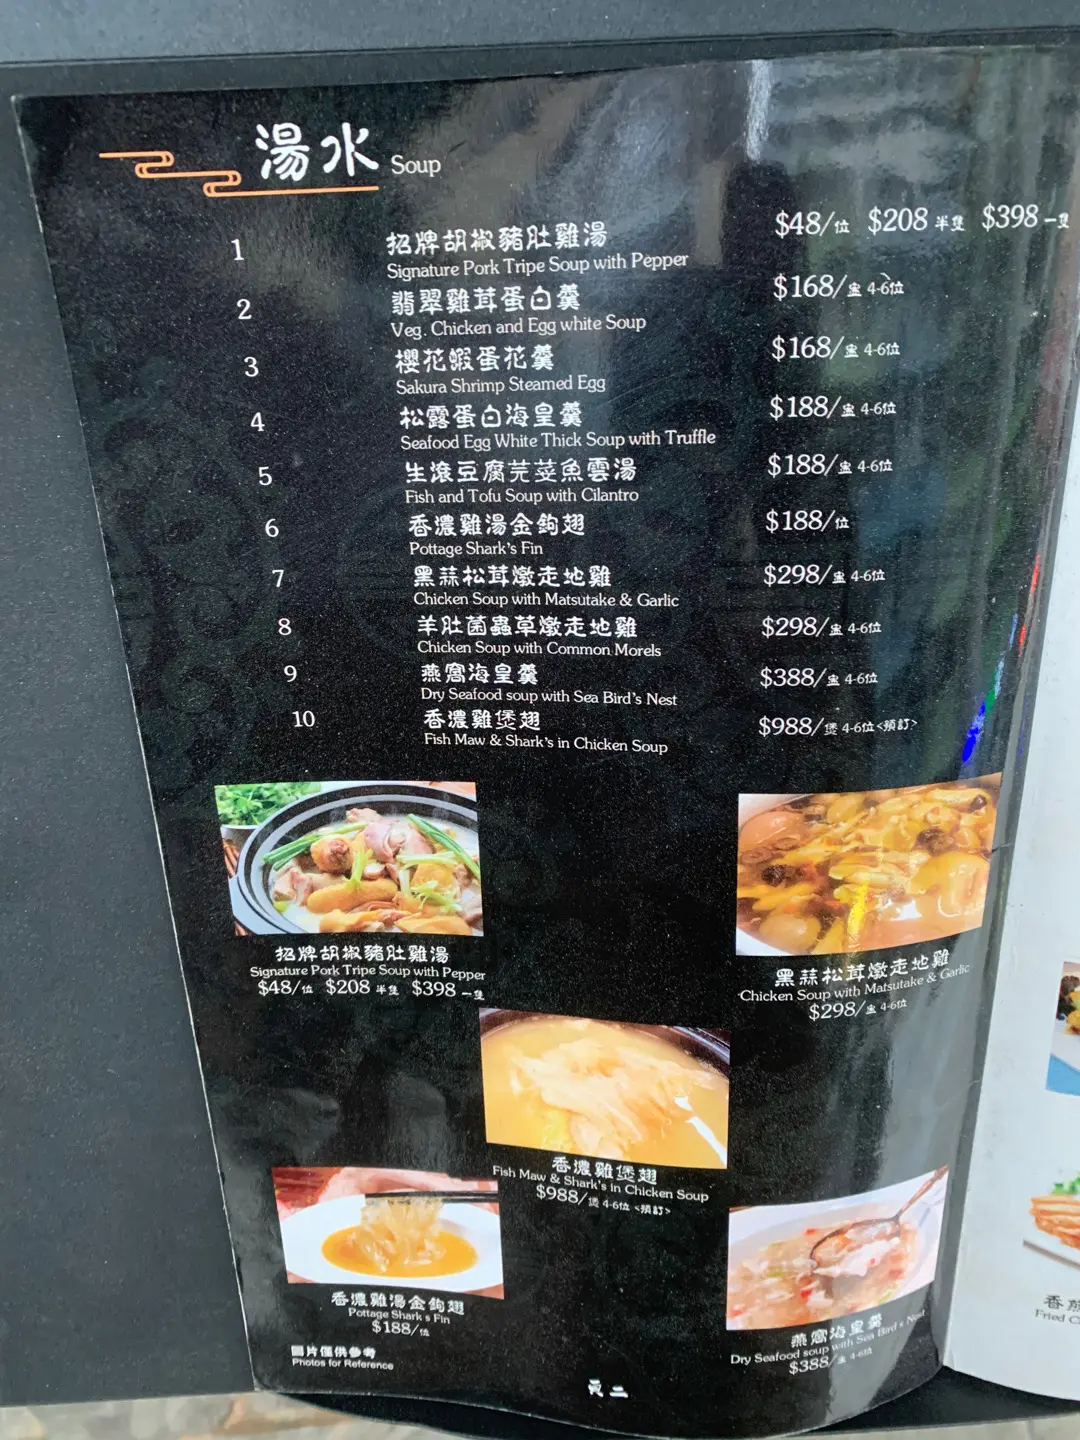 湯水 Soup
1 招牌胡椒豬肚雞湯 $48/位 $208 半隻 $398 一隻
Signature Pork Tripe Soup with Pepper
2 翡翠雞茸蛋白羹 $168/盅 4-6位
Veg. Chicken and Egg white Soup
3 櫻花蝦蛋花羹 $168/盅 4-6位
Sakura Shrimp Steamed Egg
4 松露蛋白海皇羹 $188/盅 4-6位
Seafood Egg White Thick Soup with Truffle
5 生滾豆腐芫荽魚雲湯 $188/盅 4-6位
Fish and Tofu Soup with Cilantro
6 香濃雞湯金鉤翅 $188/位
Pottage Shark's Fin
7 黑蒜松茸燉走地雞 $298/盅 4-6位
Chicken Soup with Matsutake & Garlic
8 羊肚菌蟲草燉走地雞 $298/盅 4-6位
Chicken Soup with Common Morels
9 燕窩海皇羹 $388/盅 4-6位
Dry Seafood soup with Sea Bird's Nest
10 香濃雞煲翅 $988/煲 4-6位<預訂>
Fish Maw & Shark's in Chicken Soup
招牌胡椒豬肚雞湯
Signature Pork Tripe Soup with Pepper
$48/位 $208 半隻 $398 一隻
黑蒜松茸燉走地雞
Chicken Soup with Matsutake & Garlic
$298/盅 4-6位
香濃雞煲翅
Fish Maw & Shark's in Chicken Soup
$988/煲 4-6位 <預訂>
香濃雞湯金鉤翅
Pottage Shark's Fin
$188/位
燕窩海皇羹
Dry Seafood soup with Sea Bird's Nest
$388/盅 4-6位
圖片僅供參考
Photos for Reference
頁二
香煎
Fried